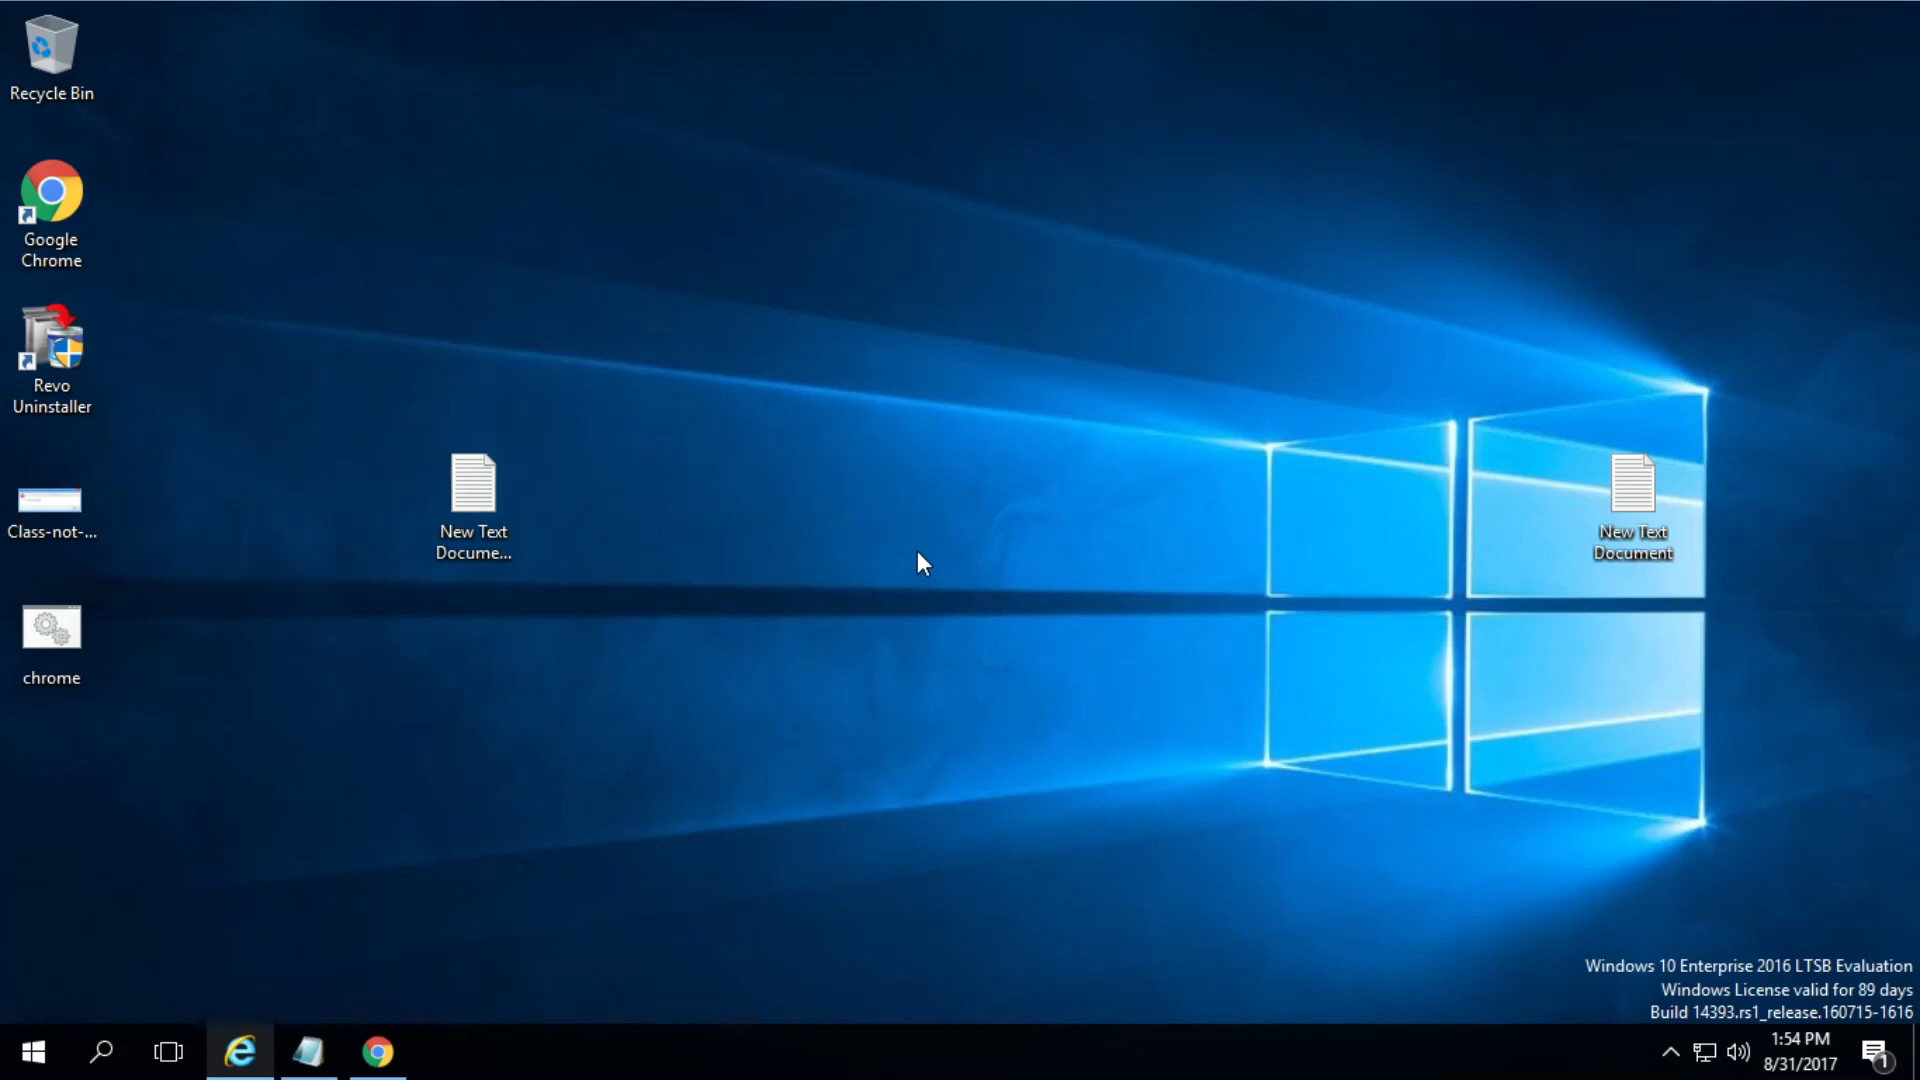 Recycle Bin
Google
Chrome
Revo
Uninstaller
Class-not-...
chrome
New Text
Docume...
New Text
Document
Windows 10 Enterprise 2016 LTSB Evaluation
Windows License valid for 89 days
Build 14393.rs1_release.160715-1616
1:54 PM
8/31/2017
1